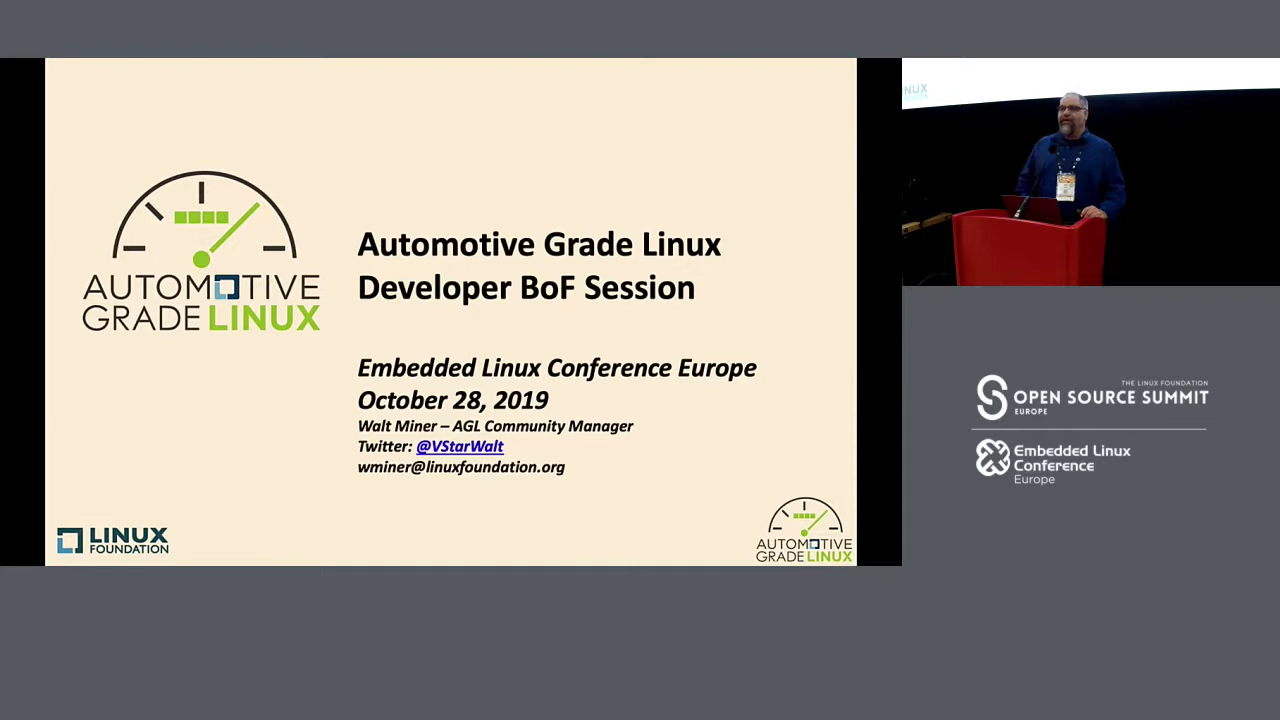 AUTOMOTIVE
GRADE LINUX
Automotive Grade Linux
Developer BoF Session
Embedded Linux Conference Europe
October 28, 2019
Walt Miner – AGL Community Manager
Twitter: @VStarWalt
wminer@linuxfoundation.org
LINUX
FOUNDATION
AUTOMOTIVE
GRADE LINUX
NUX
THE LINUX FOUNDATION
OPEN SOURCE SUMMIT
EUROPE
Embedded Linux
Conference
Europe